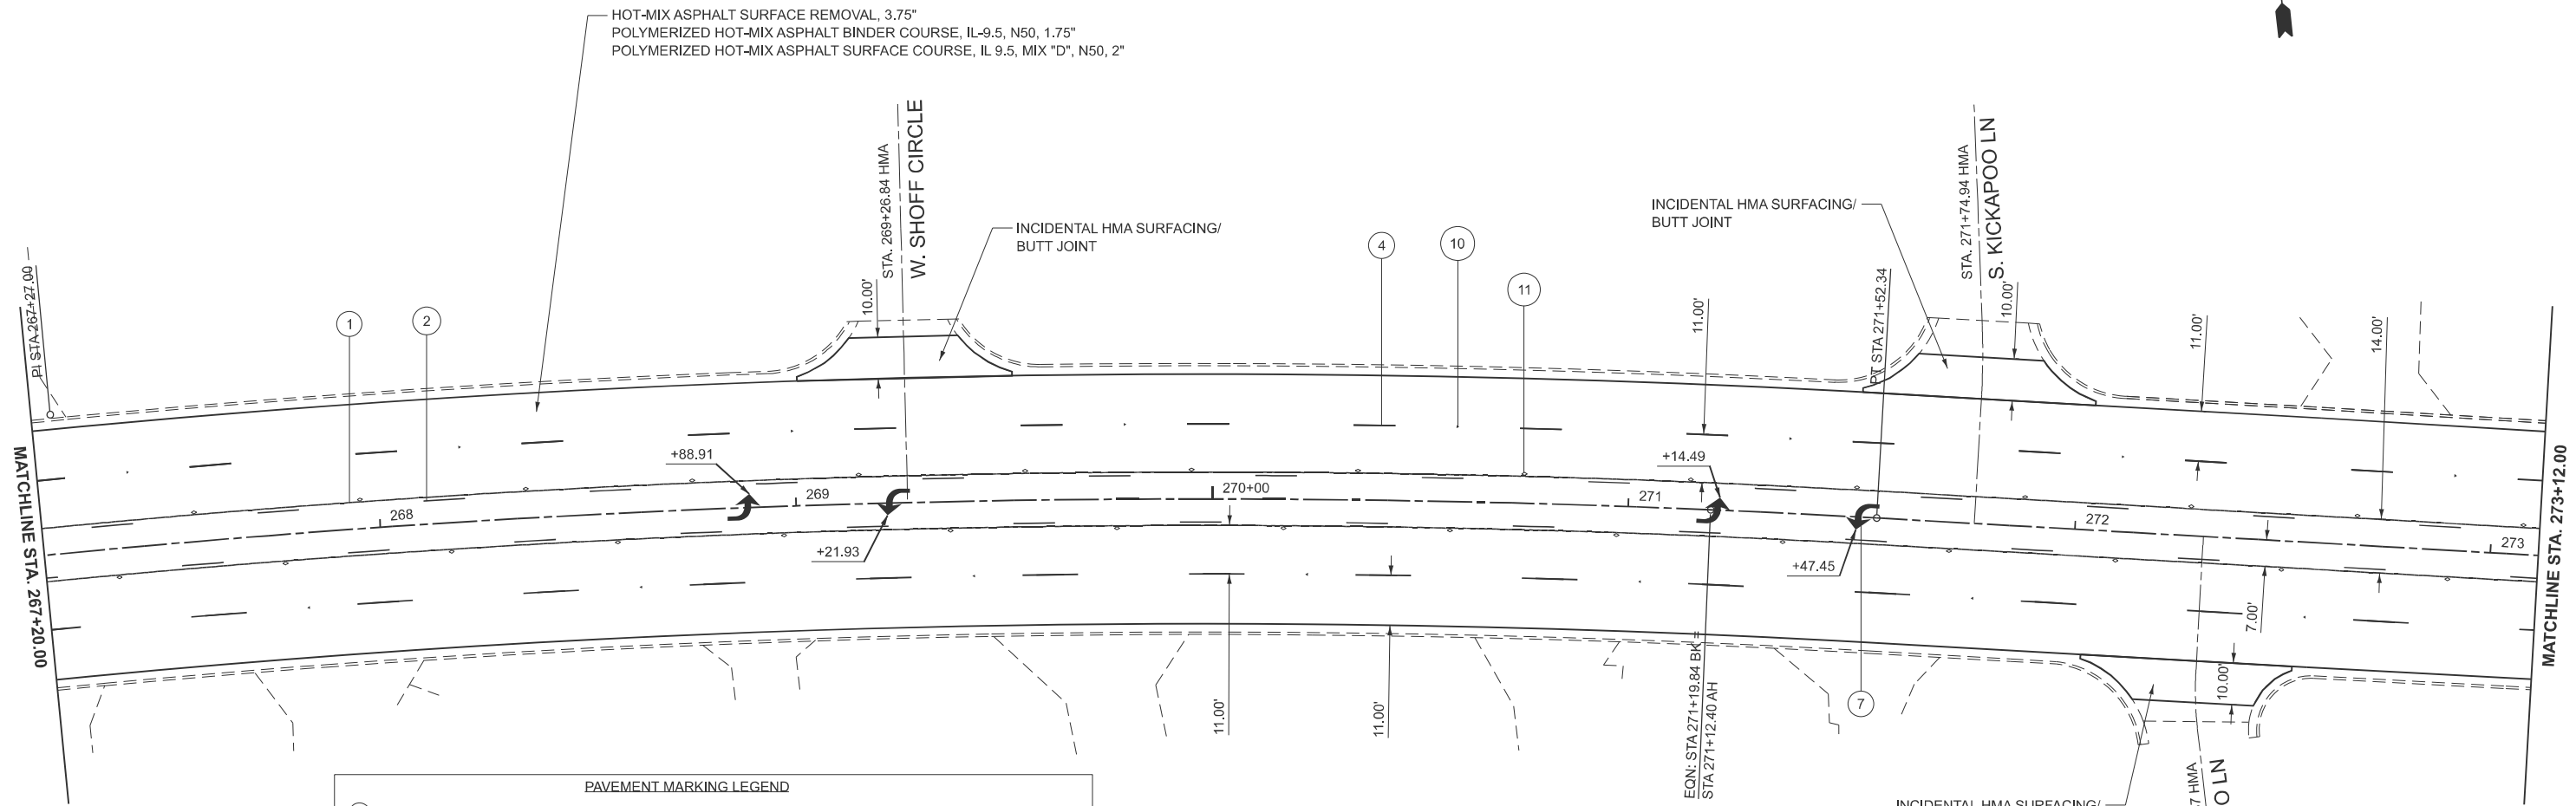 HOT-MIX ASPHALT SURFACE REMOVAL, 3.75"
POLYMERIZED HOT-MIX ASPHALT BINDER COURSE, IL-9.5, N50, 1.75"
POLYMERIZED HOT-MIX ASPHALT SURFACE COURSE, IL 9.5, MIX "D", N50, 2"
STA. 269+26.84 HMA
W. SHOFF CIRCLE
INCIDENTAL HMA SURFACING/
BUTT JOINT
INCIDENTAL HMA SURFACING/
BUTT JOINT
STA. 271+74.94 HMA
S. KICKAPOO LN
PI STA 267+27.00
1
2
10.00'
4
10
11
11.00'
PT STA 271+52.34
10.00'
11.00'
14.00'
MATCHLINE STA. 267+20.00
+88.91
+14.49
268
269
270+00
271
272
273
+21.93
+47.45
MATCHLINE STA. 273+12.00
11.00'
11.00'
EQN: STA 271+19.84 BK =
STA 271+12.40 AH
7
7.00'
10.00'
PAVEMENT MARKING LEGEND
INCIDENTAL HMA SURFACING/
7 HMA
O LN